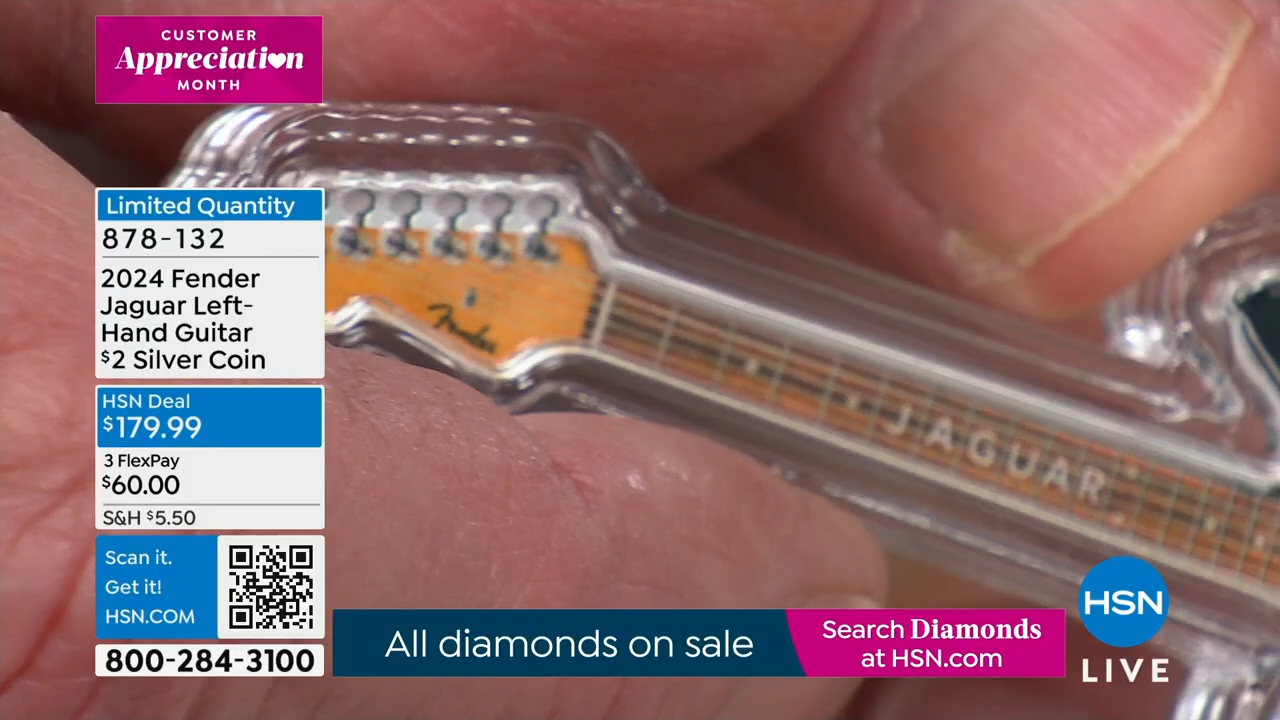 CUSTOMER
Appreciation
MONTH
Limited Quantity
878-132
2024 Fender
Jaguar Left-
Hand Guitar
$2 Silver Coin
HSN Deal
$179.99
3 FlexPay
$60.00
S&H $5.50
Scan it.
Get it!
HSN.COM
800-284-3100
Fender
JAGUAR
All diamonds on sale
Search Diamonds
at HSN.com
HSN
LIVE